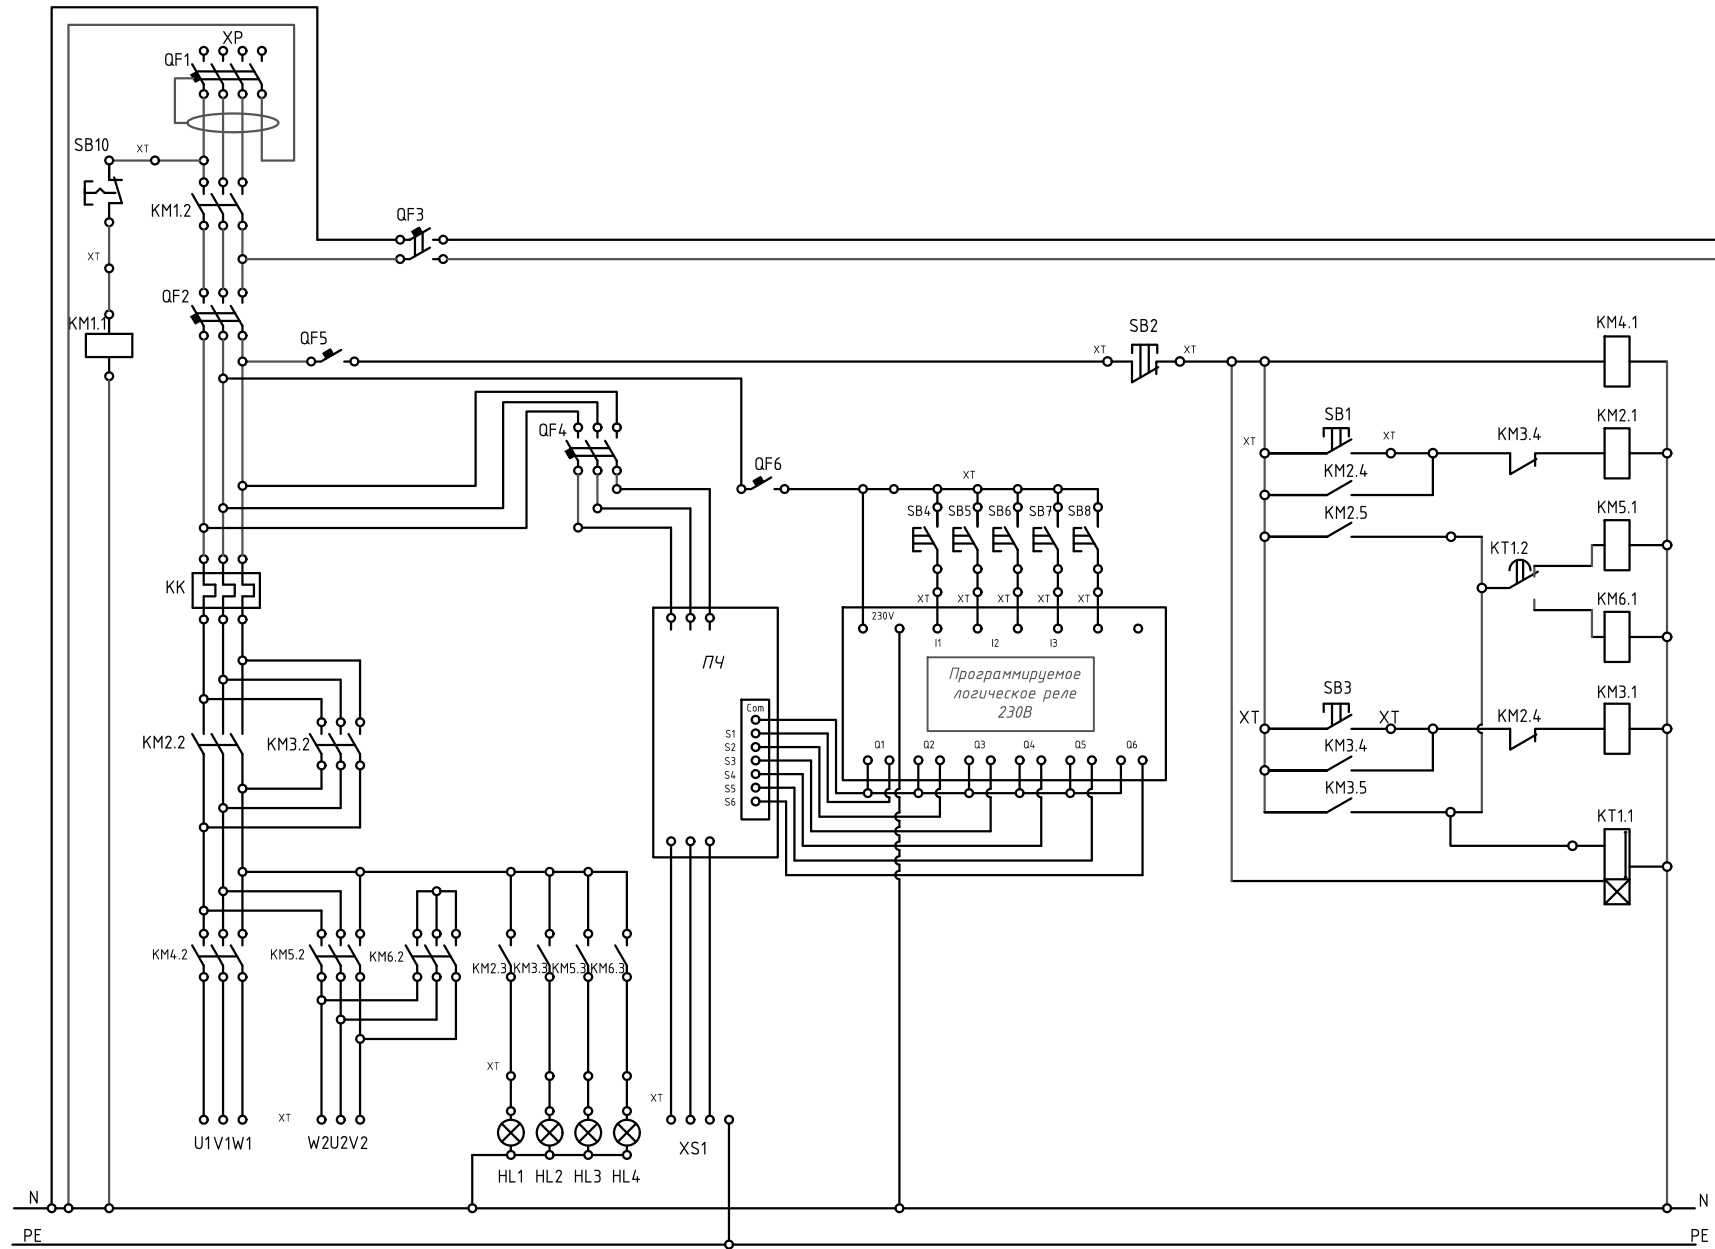 XP
QF1
SB10
XT
KM1.2
QF3
XT
QF2
KM1.1
QF5
SB2
XT
XT
KM4.1
QF4
SB1
KM2.1
XT
XT
KM3.4
QF6
XT
KM2.4
KM5.1
SB4
SB5
SB6
SB7
SB8
KM2.5
KT1.2
KK
XT
XT
XT
XT
XT
KM6.1
230V
I1
I2
I3
ПЧ
Программируемое
логическое реле
230В
SB3
KM3.1
Com
XT
XT
KM2.4
S1
S2
S3
S4
S5
S6
Q1
Q2
Q3
Q4
Q5
Q6
KM2.2
KM3.2
KM3.4
KM3.5
KT1.1
KM4.2
KM5.2
KM6.2
KM2.3
KM3.3
KM5.3
KM6.3
XT
XT
XT
U1V1W1
W2U2V2
XS1
HL1
HL2
HL3
HL4
N
N
PE
PE